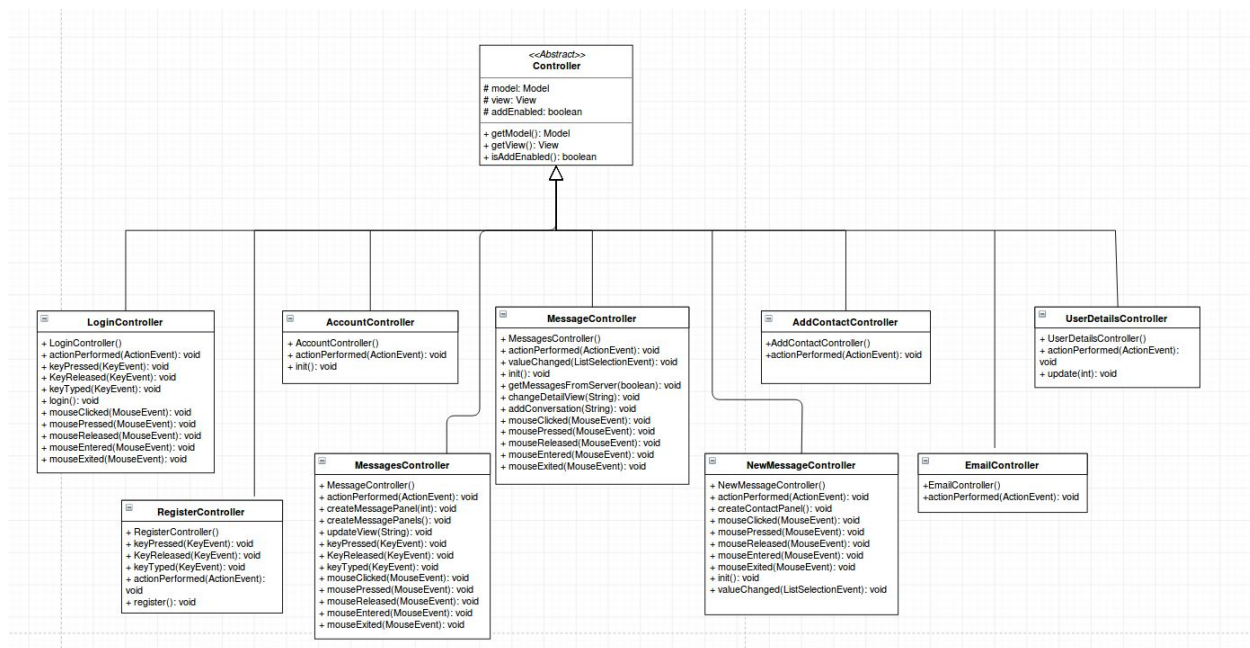 <<Abstract>>
Controller
# model: Model
# view: View
# addEnabled: boolean
+ getModel(): Model
+ getView(): View
+ isAddEnabled(): boolean
LoginController
+ LoginController()
+ actionPerformed(ActionEvent): void
+ keyPressed(KeyEvent): void
+ KeyReleased(KeyEvent): void
+ keyTyped(KeyEvent): void
+ login(): void
+ mouseClicked(MouseEvent): void
+ mousePressed(MouseEvent): void
+ mouseReleased(MouseEvent): void
+ mouseEntered(MouseEvent): void
+ mouseExited(MouseEvent): void
AccountController
+ AccountController()
+ actionPerformed(ActionEvent): void
+ init(): void
MessageController
+ MessagesController()
+ actionPerformed(ActionEvent): void
+ valueChanged(ListSelectionEvent): void
+ init(): void
+ getMessagesFromServer(boolean): void
+ changeDetailView(String): void
+ addConversation(String): void
+ mouseClicked(MouseEvent): void
+ mousePressed(MouseEvent): void
+ mouseReleased(MouseEvent): void
+ mouseEntered(MouseEvent): void
+ mouseExited(MouseEvent): void
AddContactController
+AddContactController()
+actionPerformed(ActionEvent): void
UserDetailsController
+ UserDetailsController()
+ actionPerformed(ActionEvent):
void
+ update(int): void
RegisterController
+ RegisterController()
+ keyPressed(KeyEvent): void
+ KeyReleased(KeyEvent): void
+ keyTyped(KeyEvent): void
+ actionPerformed(ActionEvent):
void
+ register(): void
MessagesController
+ MessageController()
+ actionPerformed(ActionEvent): void
+ createMessagePanel(int): void
+ createMessagePanels(): void
+ updateView(String): void
+ keyPressed(KeyEvent): void
+ KeyReleased(KeyEvent): void
+ keyTyped(KeyEvent): void
+ mouseClicked(MouseEvent): void
+ mousePressed(MouseEvent): void
+ mouseReleased(MouseEvent): void
+ mouseEntered(MouseEvent): void
+ mouseExited(MouseEvent): void
NewMessageController
+ NewMessageController()
+ actionPerformed(ActionEvent): void
+ createContactPanel(): void
+ mouseClicked(MouseEvent): void
+ mousePressed(MouseEvent): void
+ mouseReleased(MouseEvent): void
+ mouseEntered(MouseEvent): void
+ mouseExited(MouseEvent): void
+ init(): void
+ valueChanged(ListSelectionEvent): void
EmailController
+EmailController()
+actionPerformed(ActionEvent): void